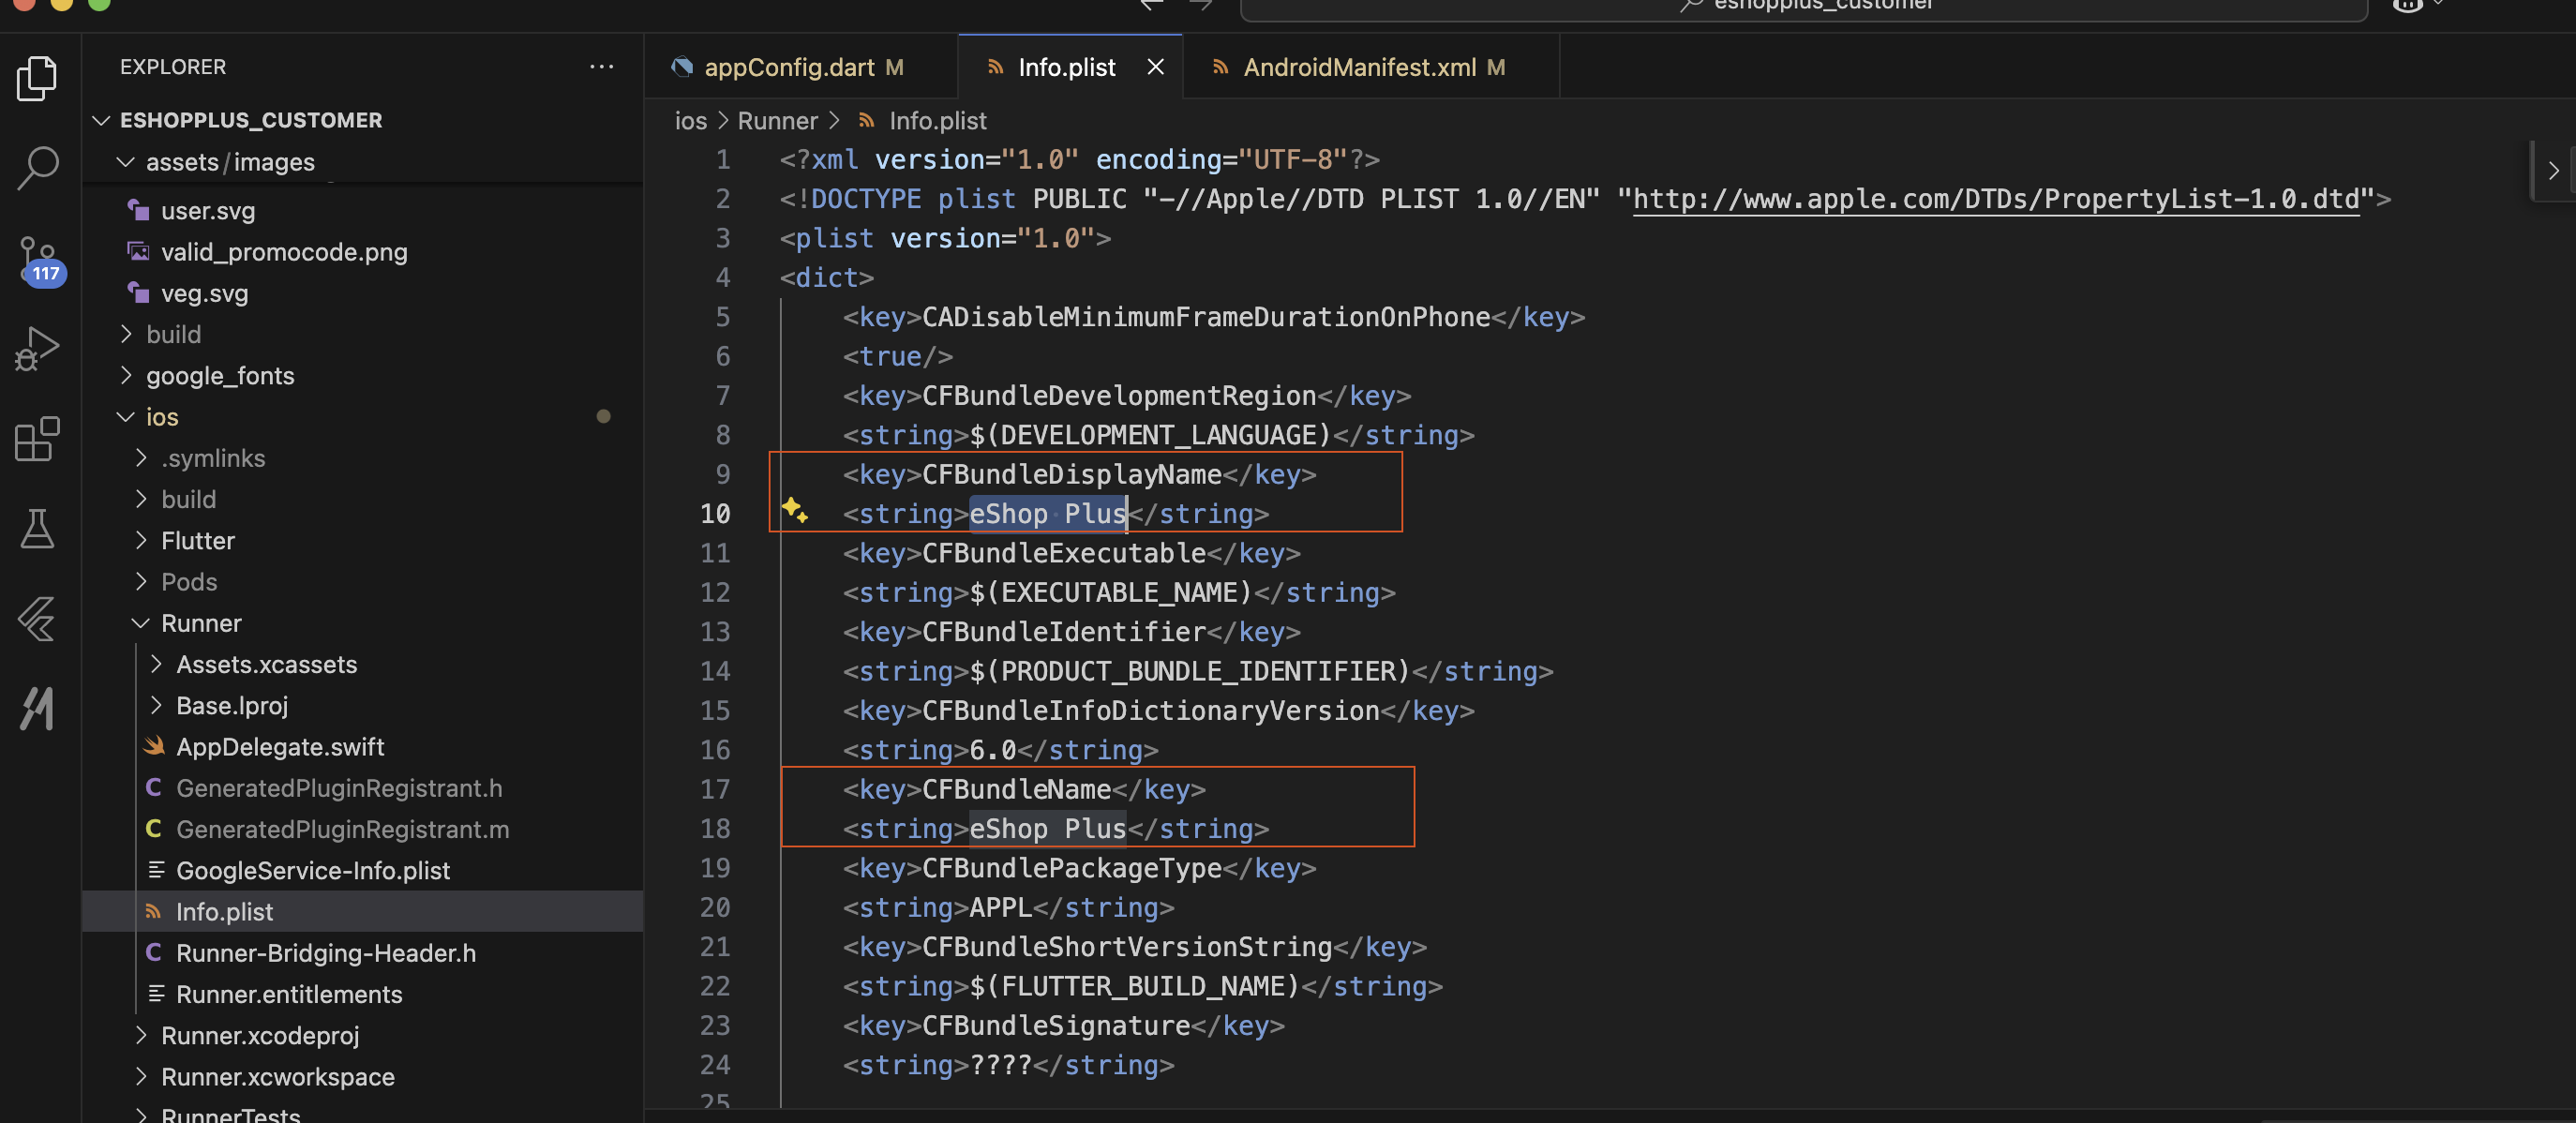 eshopplus_customer
EXPLORER
ESHOPPLUS_CUSTOMER
assets/images
user.svg
valid_promocode.png
veg.svg
117
build
google_fonts
ios
.symlinks
build
Flutter
Pods
Runner
Assets.xcassets
Base.lproj
AppDelegate.swift
C GeneratedPluginRegistrant.h
C GeneratedPluginRegistrant.m
GoogleService-Info.plist
Info.plist
C Runner-Bridging-Header.h
Runner.entitlements
Runner.xcodeproj
Runner.xcworkspace
RunnerTests
appConfig.dart M
Info.plist
AndroidManifest.xml M
ios > Runner > Info.plist
1 <?xml version="1.0" encoding="UTF-8"?>
2 <!DOCTYPE plist PUBLIC "-//Apple//DTD PLIST 1.0//EN" "http://www.apple.com/DTDs/PropertyList-1.0.dtd">
3 <plist version="1.0">
4 <dict>
5 <key>CADisableMinimumFrameDurationOnPhone</key>
6 <true/>
7 <key>CFBundleDevelopmentRegion</key>
8 <string>$(DEVELOPMENT_LANGUAGE)</string>
9 <key>CFBundleDisplayName</key>
10 <string>eShop Plus</string>
11 <key>CFBundleExecutable</key>
12 <string>$(EXECUTABLE_NAME)</string>
13 <key>CFBundleIdentifier</key>
14 <string>$(PRODUCT_BUNDLE_IDENTIFIER)</string>
15 <key>CFBundleInfoDictionaryVersion</key>
16 <string>6.0</string>
17 <key>CFBundleName</key>
18 <string>eShop Plus</string>
19 <key>CFBundlePackageType</key>
20 <string>APPL</string>
21 <key>CFBundleShortVersionString</key>
22 <string>$(FLUTTER_BUILD_NAME)</string>
23 <key>CFBundleSignature</key>
24 <string>????</string>
25